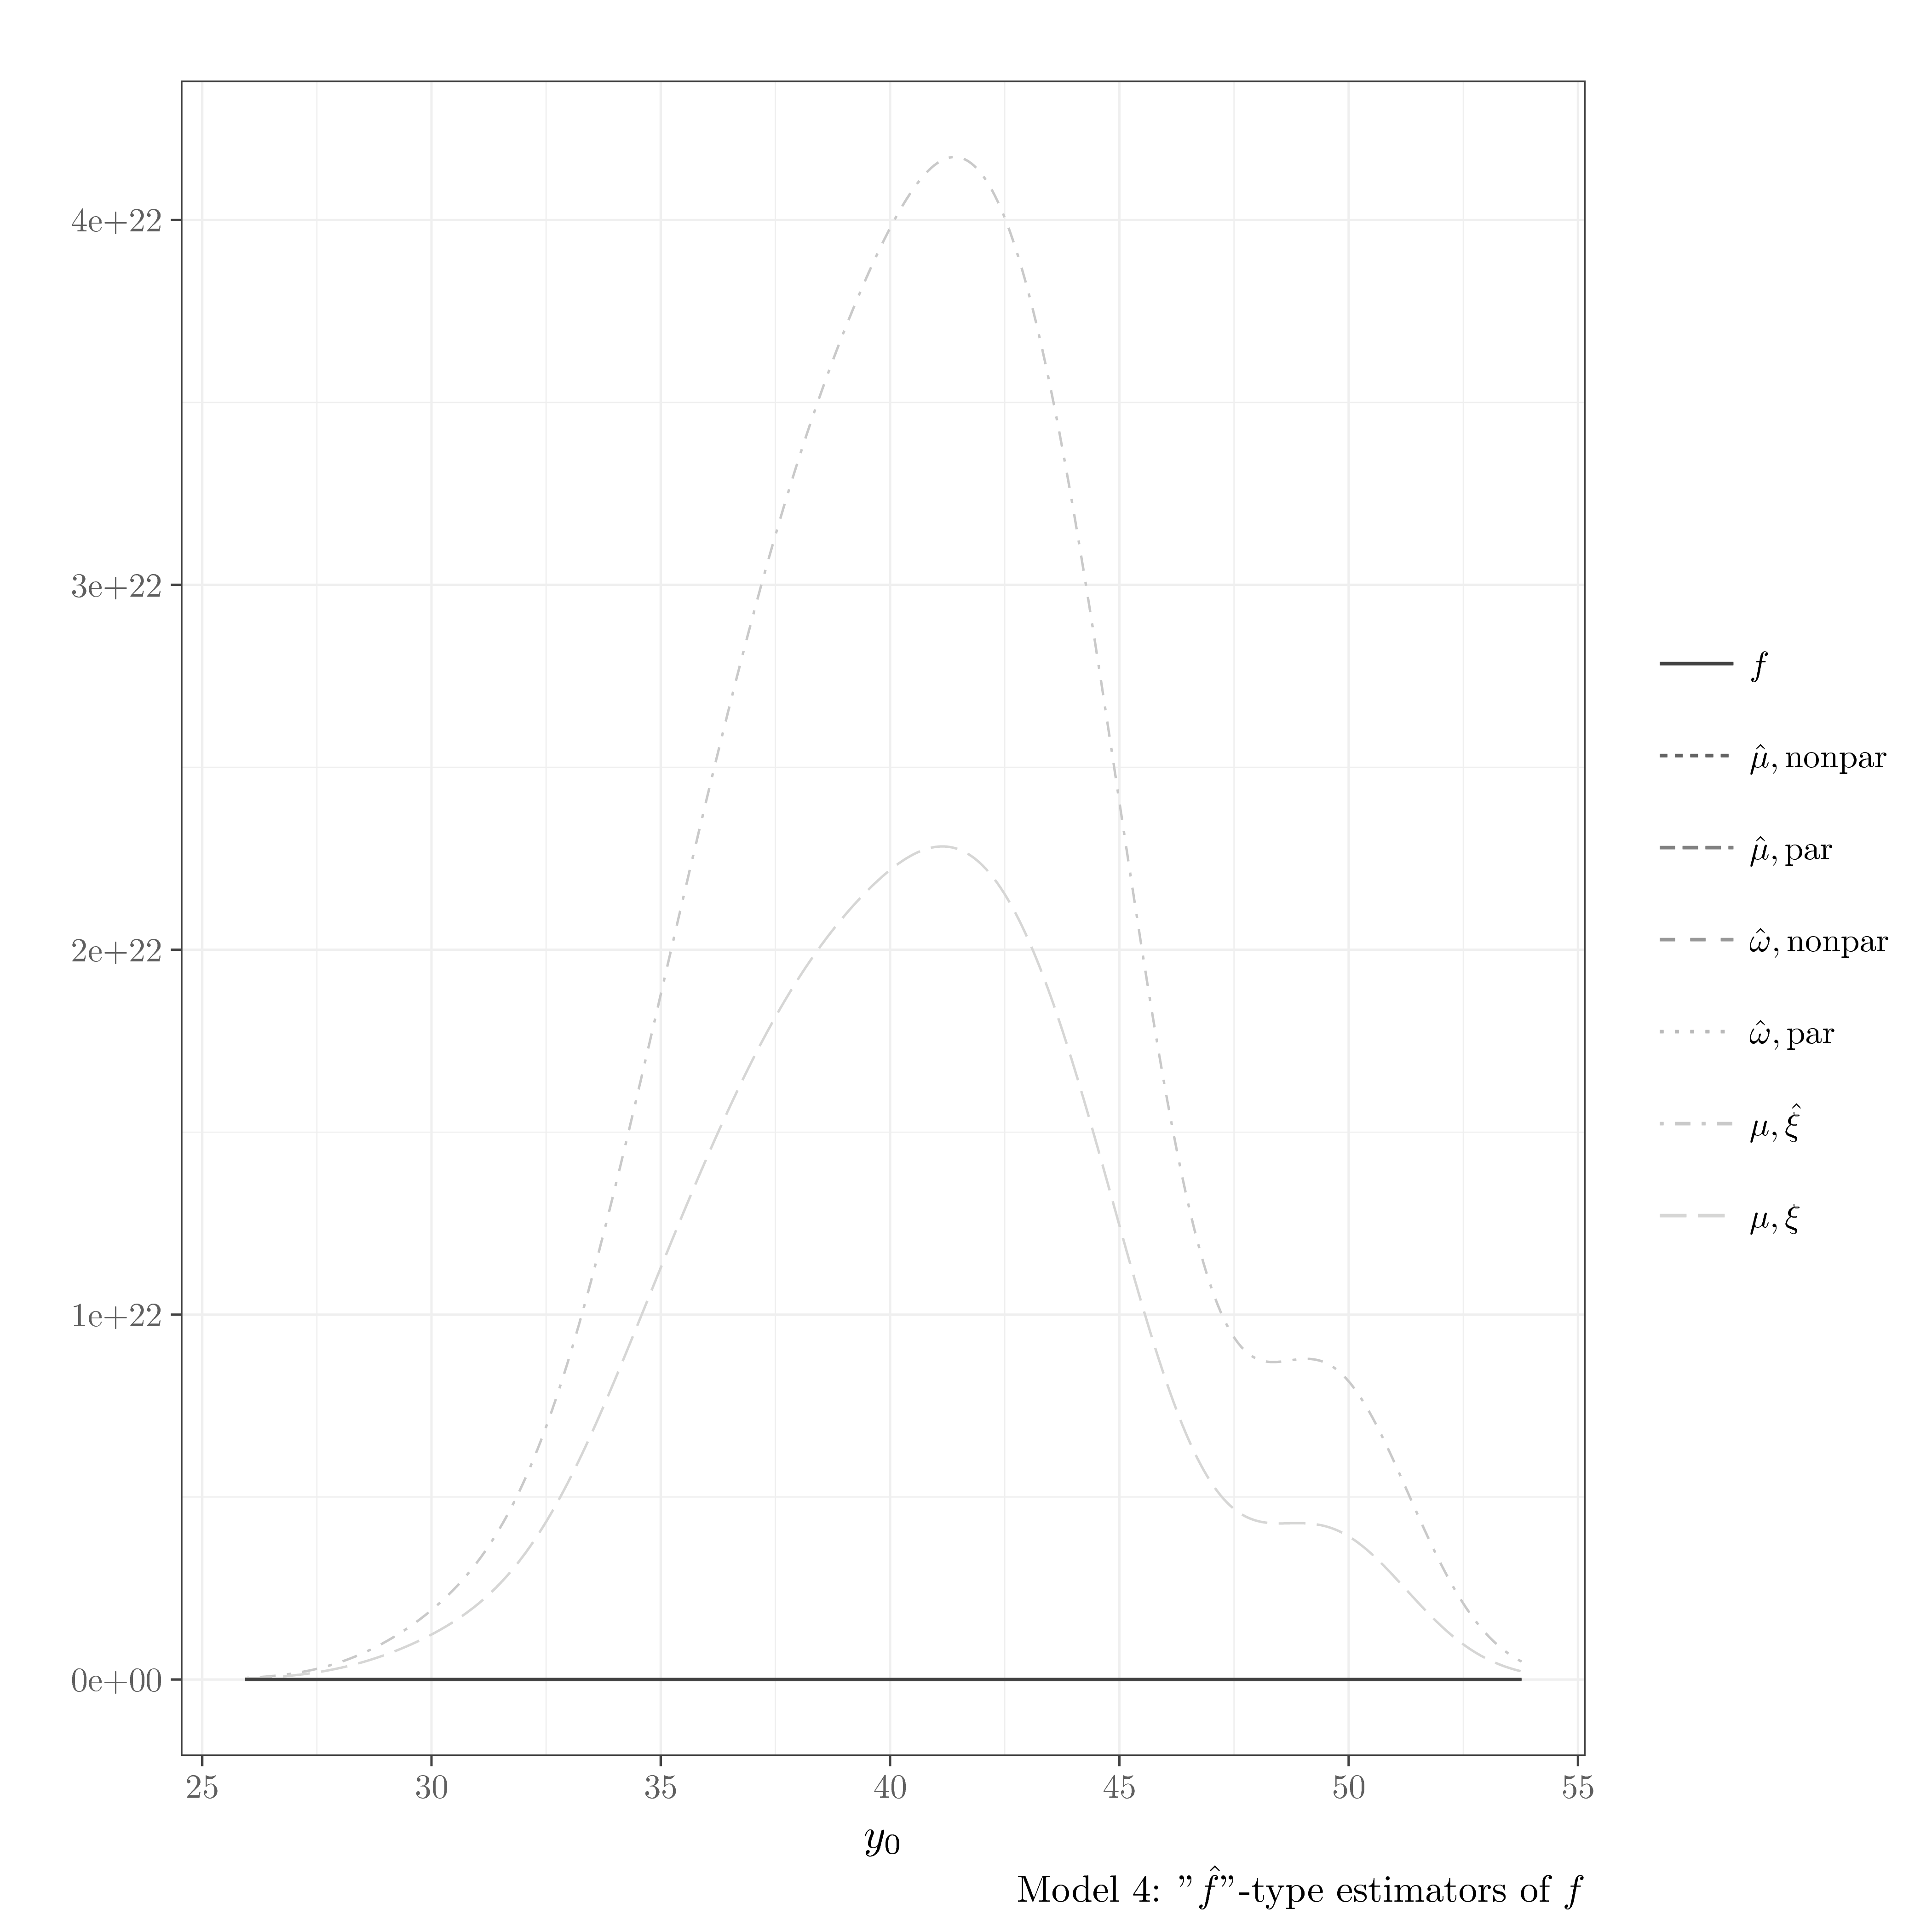 4e+22
3e+22
2e+22
1e+22
0e+00
25 30 35 40 45 50 55
y₀
f
μ̂, nonpar
μ̂, par
ω̂, nonpar
ω̂, par
μ, ξ̂
μ, ξ
Model 4: ”f̂”-type estimators of f